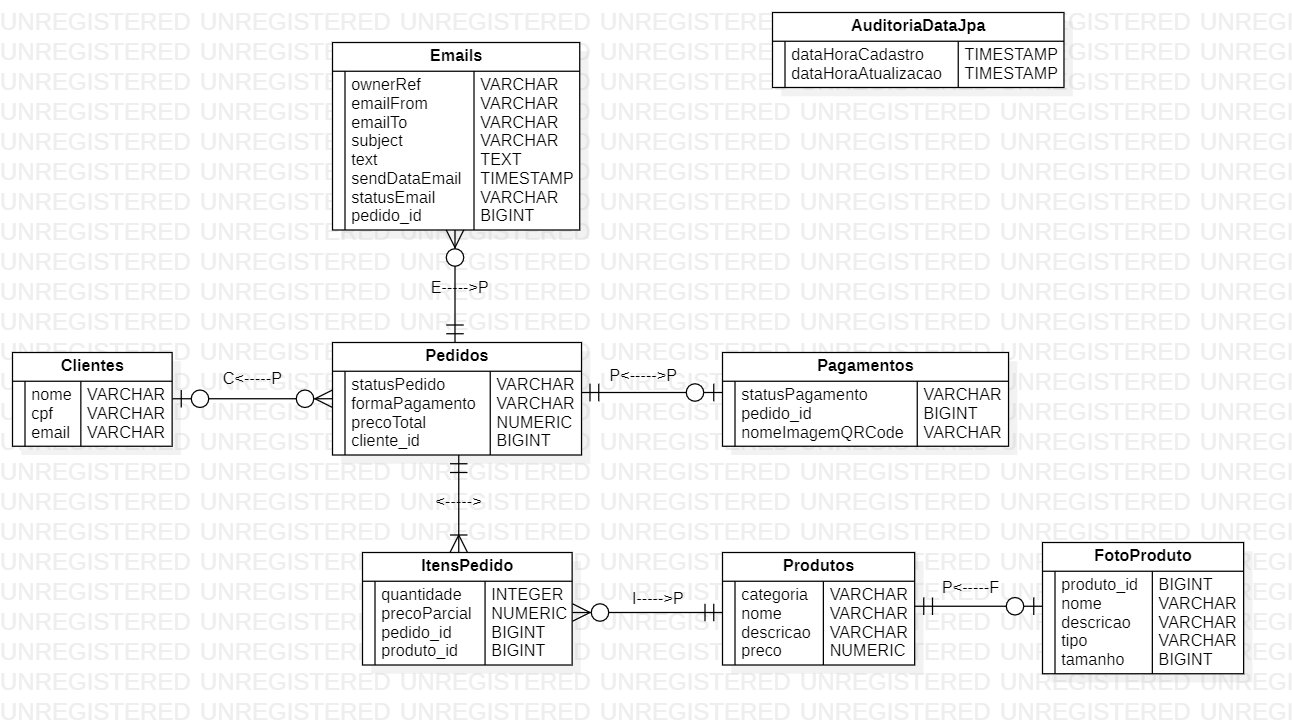 AuditoriaDataJpa
dataHoraCadastro TIMESTAMP
dataHoraAtualizacao TIMESTAMP
Emails
ownerRef VARCHAR
emailFrom VARCHAR
emailTo VARCHAR
subject VARCHAR
text TEXT
sendDataEmail TIMESTAMP
statusEmail VARCHAR
pedido_id BIGINT
E----->P
Clientes
nome VARCHAR
cpf VARCHAR
email VARCHAR
C<-----P
Pedidos
statusPedido VARCHAR
formaPagamento VARCHAR
precoTotal NUMERIC
cliente_id BIGINT
P<----->P
Pagamentos
statusPagamento VARCHAR
pedido_id BIGINT
nomeImagemQRCode VARCHAR
<----->
ItensPedido
quantidade INTEGER
precoParcial NUMERIC
pedido_id BIGINT
produto_id BIGINT
I----->P
Produtos
categoria VARCHAR
nome VARCHAR
descricao VARCHAR
preco NUMERIC
P<-----F
FotoProduto
produto_id BIGINT
nome VARCHAR
descricao VARCHAR
tipo VARCHAR
tamanho BIGINT
UNREGISTERED